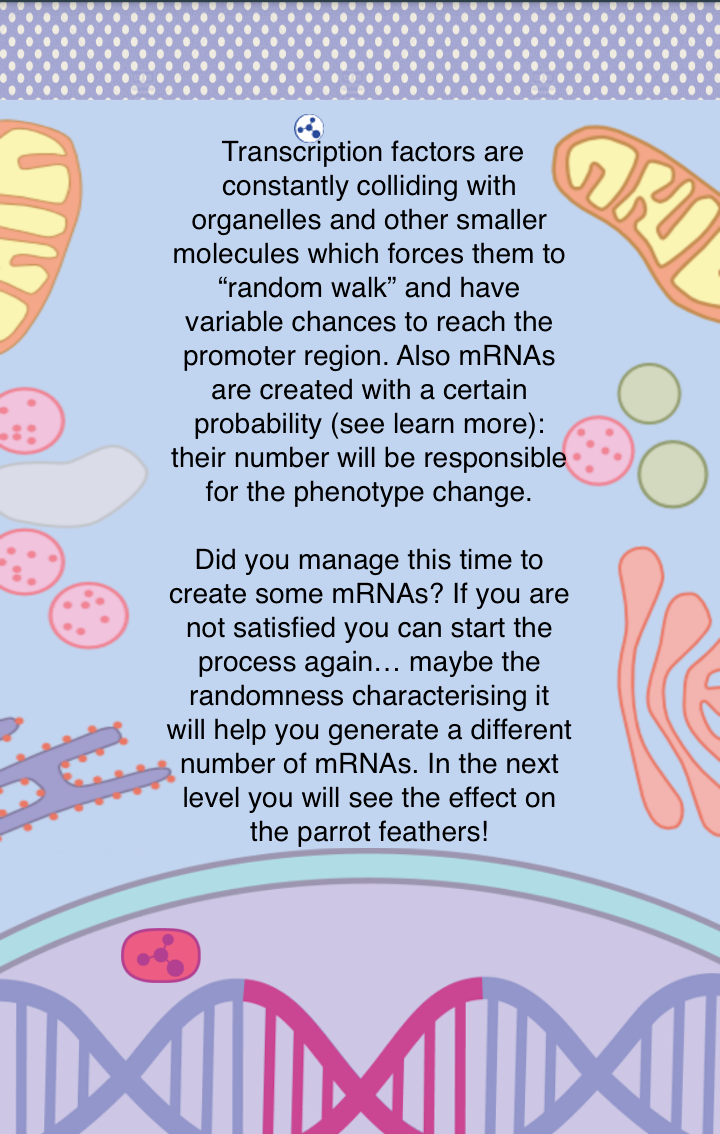 Transcription factors are
constantly colliding with
organelles and other smaller
molecules which forces them to
“random walk” and have
variable chances to reach the
promoter region. Also mRNAs
are created with a certain
probability (see learn more):
their number will be responsible
for the phenotype change.
Did you manage this time to
create some mRNAs? If you are
not satisfied you can start the
process again… maybe the
randomness characterising it
will help you generate a different
number of mRNAs. In the next
level you will see the effect on
the parrot feathers!